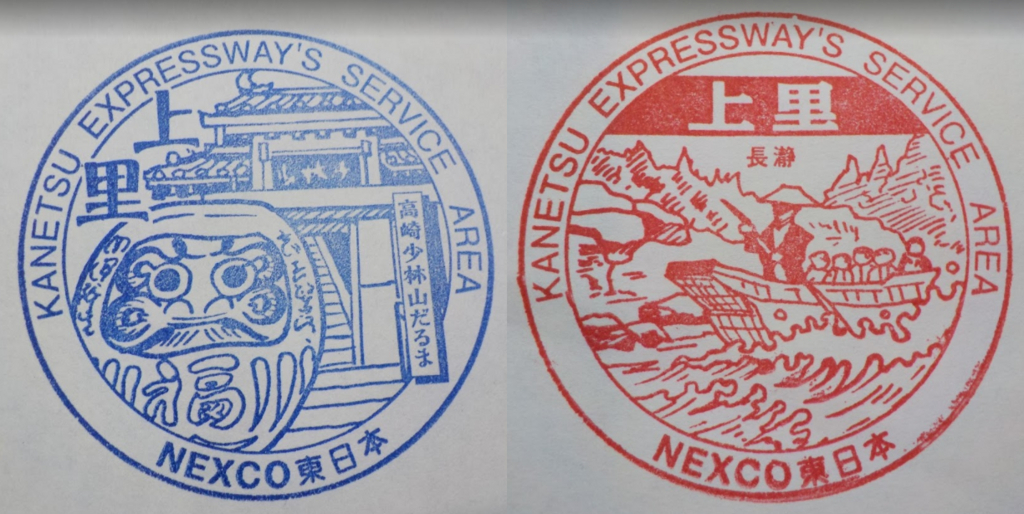 KANETSU EXPRESSWAY'S SERVICE AREA
上里
高崎少林山だるま
福
NEXCO東日本
KANETSU EXPRESSWAY'S SERVICE AREA
上里
長瀞
NEXCO東日本